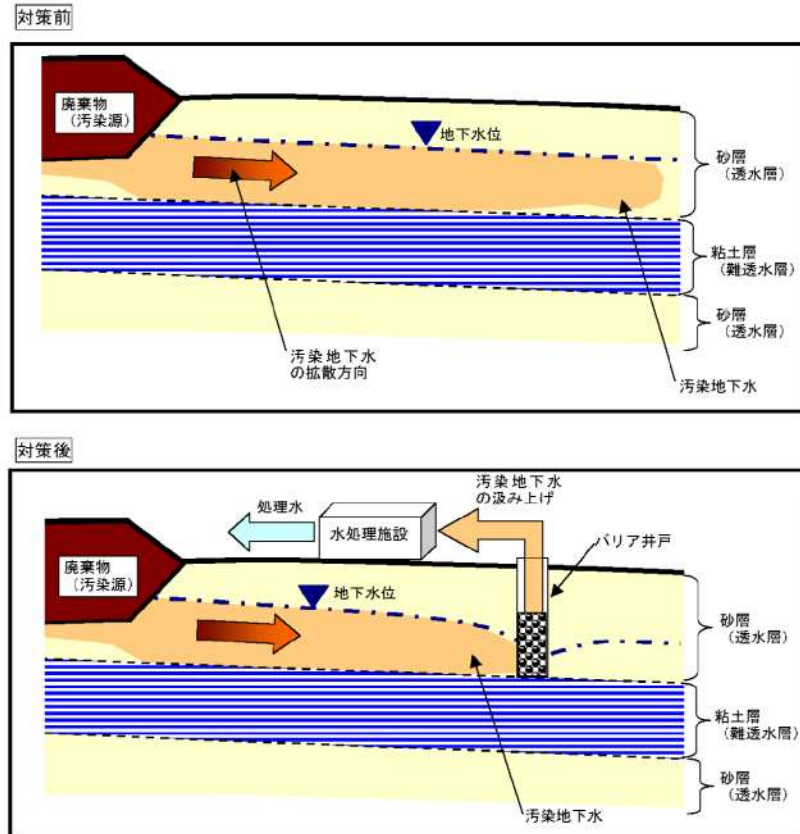 対策前
廃棄物
（汚染源）
地下水位
砂層
（透水層）
粘土層
（難透水層）
砂層
（透水層）
汚染地下水
の拡散方向
汚染地下水
対策後
汚染地下水
の汲み上げ
処理水
水処理施設
バリア井戸
廃棄物
（汚染源）
地下水位
砂層
（透水層）
粘土層
（難透水層）
砂層
（透水層）
汚染地下水